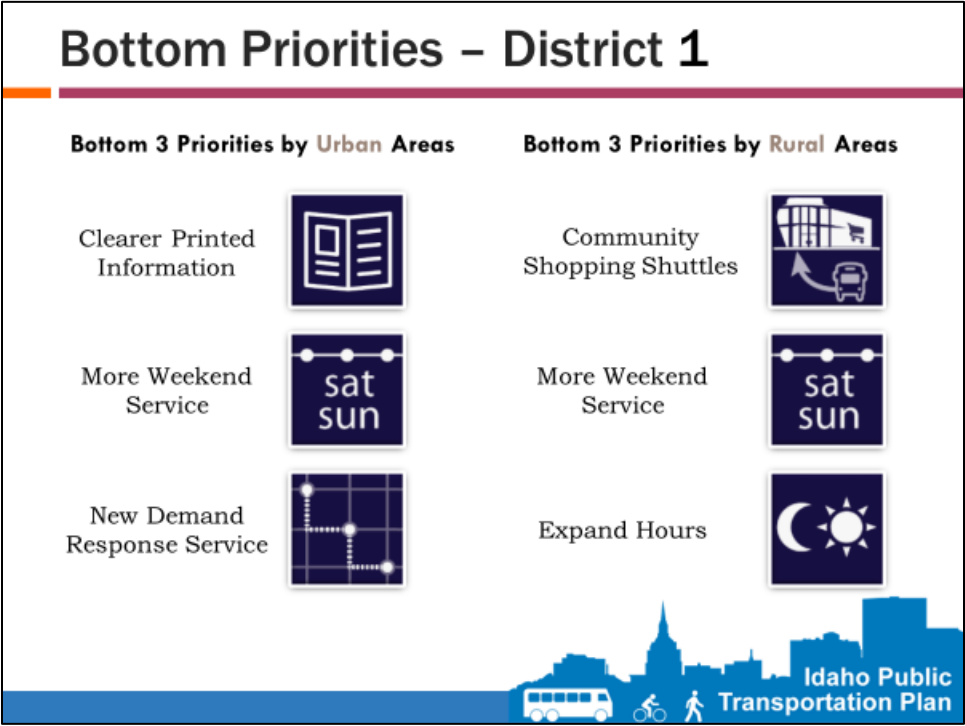 Bottom Priorities – District 1
Bottom 3 Priorities by Urban Areas
Clearer Printed
Information
More Weekend
Service
sat
sun
New Demand
Response Service
Bottom 3 Priorities by Rural Areas
Community
Shopping Shuttles
More Weekend
Service
sat
sun
Expand Hours
Idaho Public
Transportation Plan